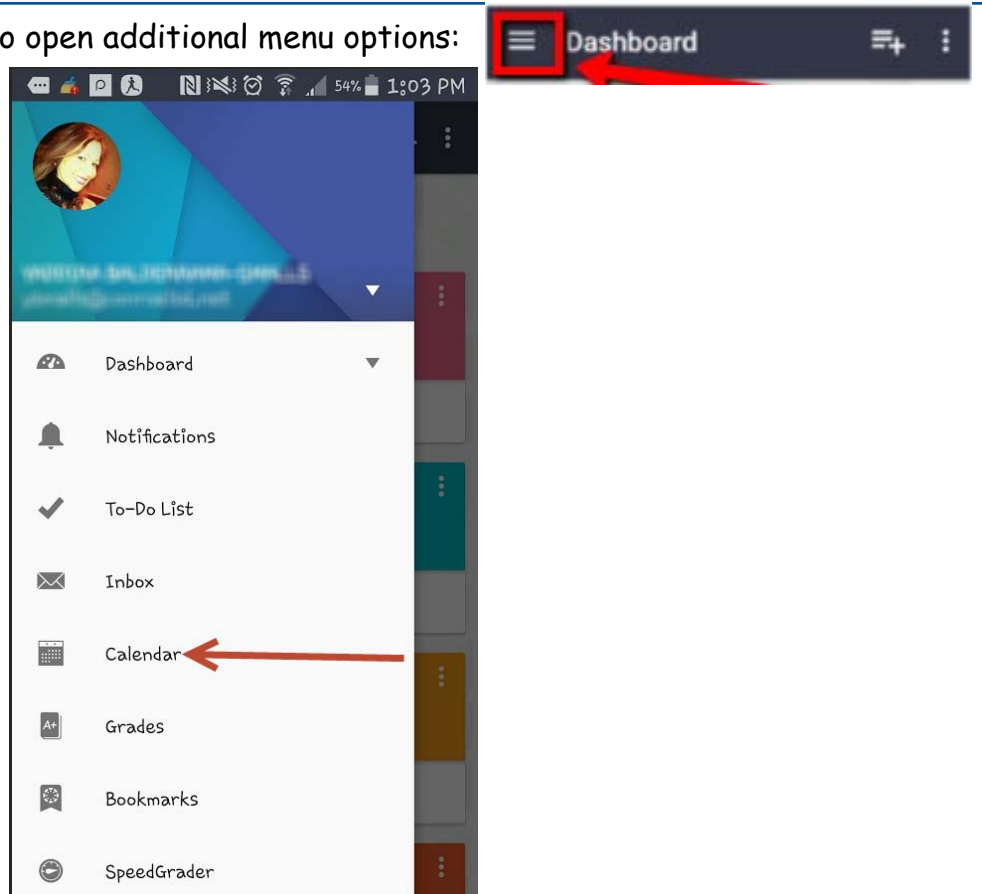 o open additional menu options:
Dashboard
54% 1:03 PM
Dashboard
Notifications
To-Do List
Inbox
Calendar
A+ Grades
Bookmarks
SpeedGrader